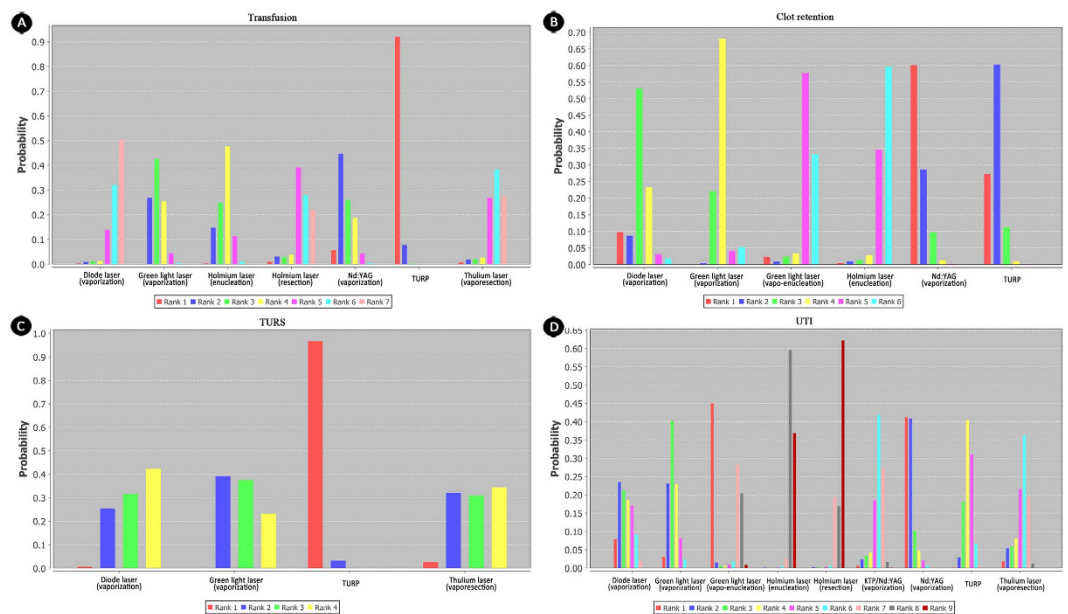 A
Transfusion
Probability
0.9
0.8
0.7
0.6
0.5
0.4
0.3
0.2
0.1
0.0
Diode laser
(vaporization)
Green light laser
(vaporization)
Holmium laser
(enucleation)
Holmium laser
(resection)
Nd:YAG
(vaporization)
TURP
Thulium laser
(vaporesection)
Rank 1 Rank 2 Rank 3 Rank 4 Rank 5 Rank 6 Rank 7
B
Clot retention
Probability
0.70
0.65
0.60
0.55
0.50
0.45
0.40
0.35
0.30
0.25
0.20
0.15
0.10
0.05
0.00
Diode laser
(vaporization)
Green light laser
(vaporization)
Green light laser
(vapo-enucleation)
Holmium laser
(enucleation)
Nd:YAG
(vaporization)
TURP
Rank 1 Rank 2 Rank 3 Rank 4 Rank 5 Rank 6
C
TURS
Probability
1.0
0.9
0.8
0.7
0.6
0.5
0.4
0.3
0.2
0.1
0.0
Diode laser
(vaporization)
Green light laser
(vaporization)
TURP
Thulium laser
(vaporesection)
Rank 1 Rank 2 Rank 3 Rank 4
D
UTI
Probability
0.65
0.60
0.55
0.50
0.45
0.40
0.35
0.30
0.25
0.20
0.15
0.10
0.05
0.00
Diode laser
(vaporization)
Green light laser
(vaporization)
Green light laser
(vapo-enucleation)
Holmium laser
(enucleation)
Holmium laser
(resection)
KTP/Nd:YAG
(vaporization)
Nd:YAG
(vaporization)
TURP
Thulium laser
(vaporesection)
Rank 1 Rank 2 Rank 3 Rank 4 Rank 5 Rank 6 Rank 7 Rank 8 Rank 9